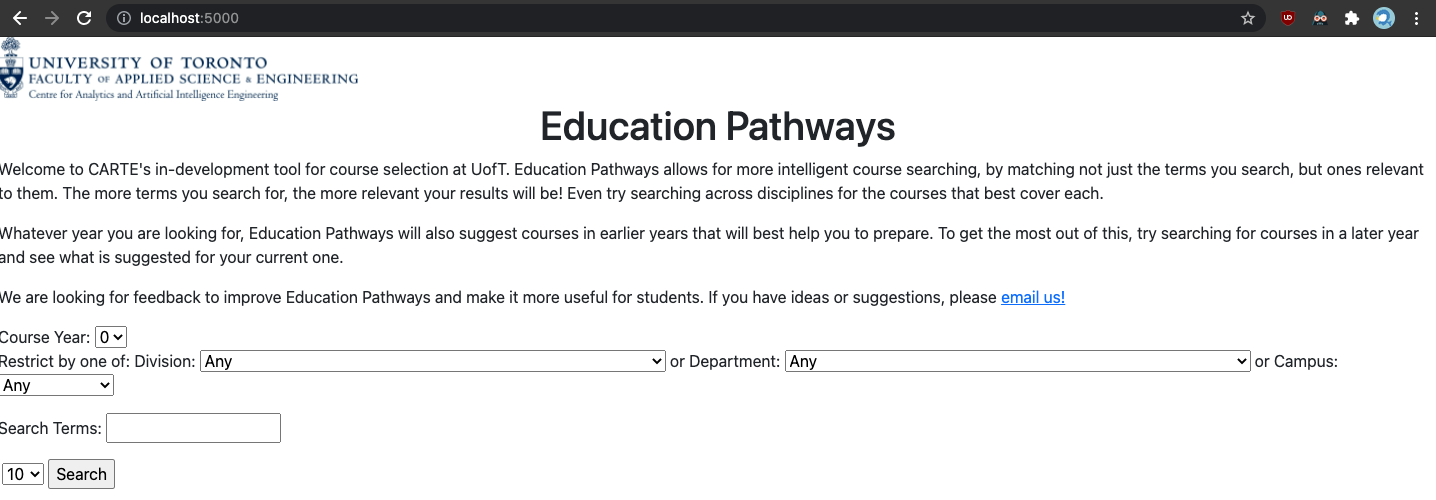 localhost:5000
UNIVERSITY OF TORONTO
FACULTY OF APPLIED SCIENCE & ENGINEERING
Centre for Analytics and Artificial Intelligence Engineering
Education Pathways
Welcome to CARTE's in-development tool for course selection at UofT. Education Pathways allows for more intelligent course searching, by matching not just the terms you search, but ones relevant
to them. The more terms you search for, the more relevant your results will be! Even try searching across disciplines for the courses that best cover each.
Whatever year you are looking for, Education Pathways will also suggest courses in earlier years that will best help you to prepare. To get the most out of this, try searching for courses in a later year
and see what is suggested for your current one.
We are looking for feedback to improve Education Pathways and make it more useful for students. If you have ideas or suggestions, please email us!
Course Year: 0
Restrict by one of: Division: Any or Department: Any or Campus:
Any
Search Terms:
10 Search